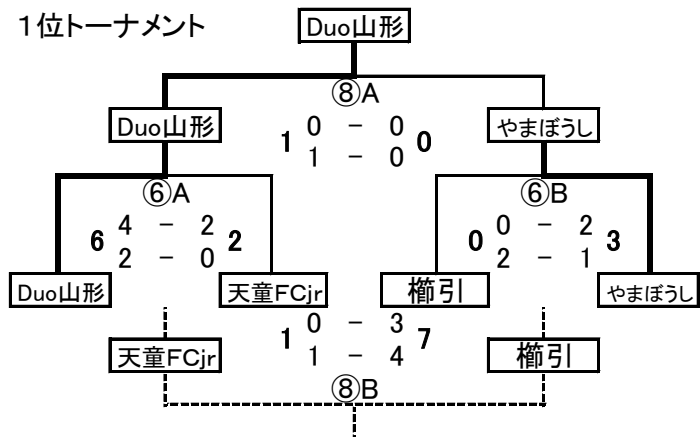 1位トーナメント
Duo山形
⑧A
Duo山形
やまぼうし
1 0 - 0 0
1 - 0
⑥A
⑥B
6 4 - 2 2
2 - 0
0 0 - 2 3
2 - 1
Duo山形
天童FCjr
櫛引
やまぼうし
1 0 - 3 7
1 - 4
天童FCjr
櫛引
⑧B